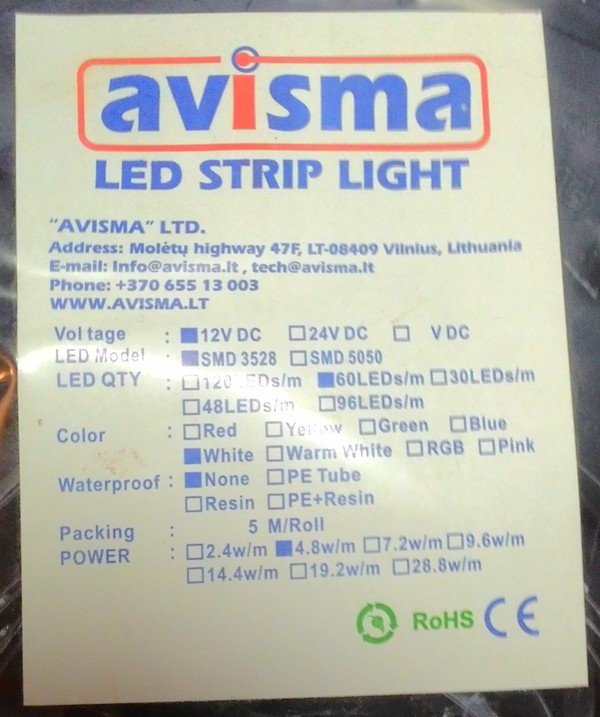 avisma
LED STRIP LIGHT
"AVISMA" LTD.
Address: Molėtų highway 47F, LT-08409 Vilnius, Lithuania
E-mail: Info@avisma.lt , tech@avisma.lt
Phone: +370 655 13 003
WWW.AVISMA.LT
Voltage : ■12V DC □24V DC □ V DC
LED Model : ■SMD 3528 □SMD 5050
LED QTY : □120LEDs/m ■60LEDs/m □30LEDs/m
□48LEDs/m □96LEDs/m
Color : □Red □Yellow □Green □Blue
■White □Warm White □RGB □Pink
Waterproof : ■None □PE Tube
□Resin □PE+Resin
Packing : 5 M/Roll
POWER : □2.4w/m ■4.8w/m □7.2w/m □9.6w/m
□14.4w/m □19.2w/m □28.8w/m
RoHS CE